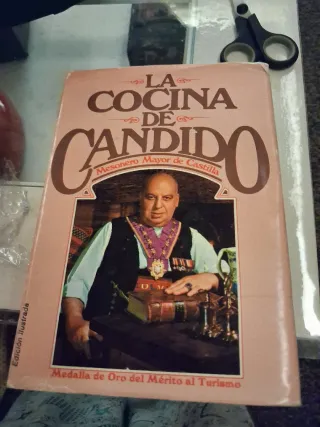 LA
COCINA
DE
CANDIDO
Mesonero Mayor de Castilla
Edición ilustrada
Medalla de Oro del Mérito al Turismo